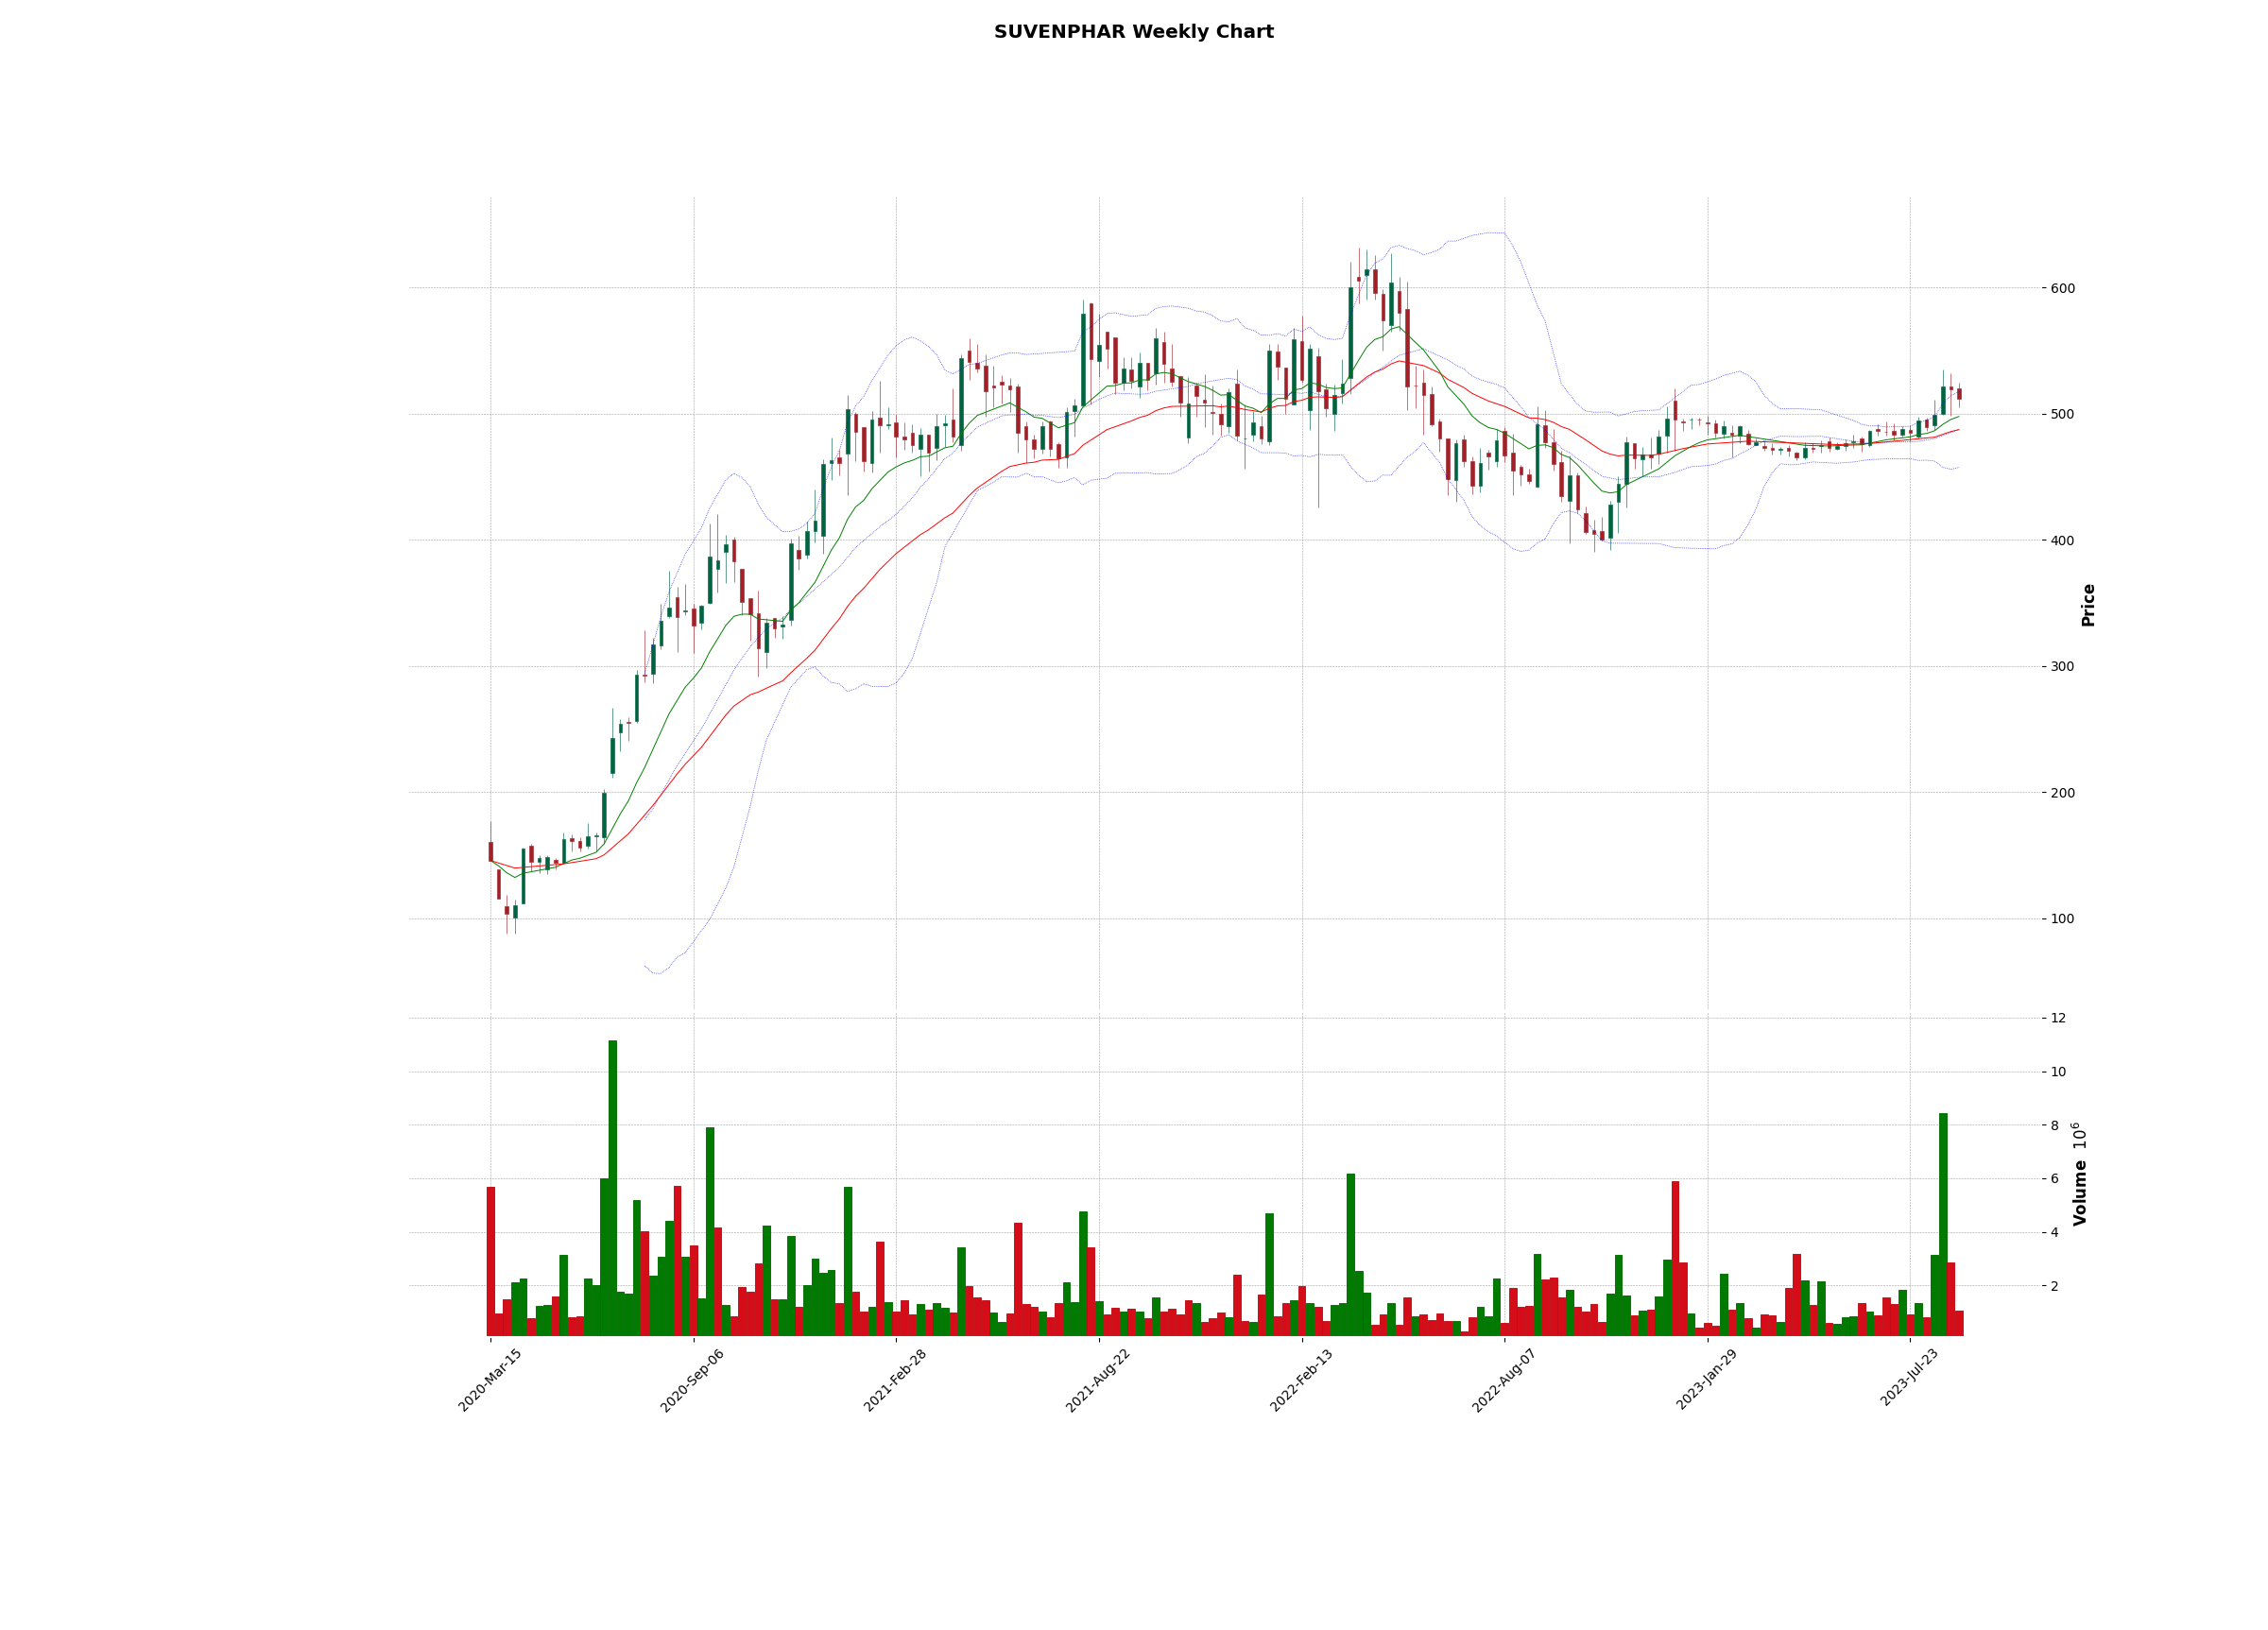 SUVENPHAR Weekly Chart
600
500
400
300
200
100
Price
12
10
8
6
4
2
Volume 10^6
2020-Mar-15
2020-Sep-06
2021-Feb-28
2021-Aug-22
2022-Feb-13
2022-Aug-07
2023-Jan-29
2023-Jul-23